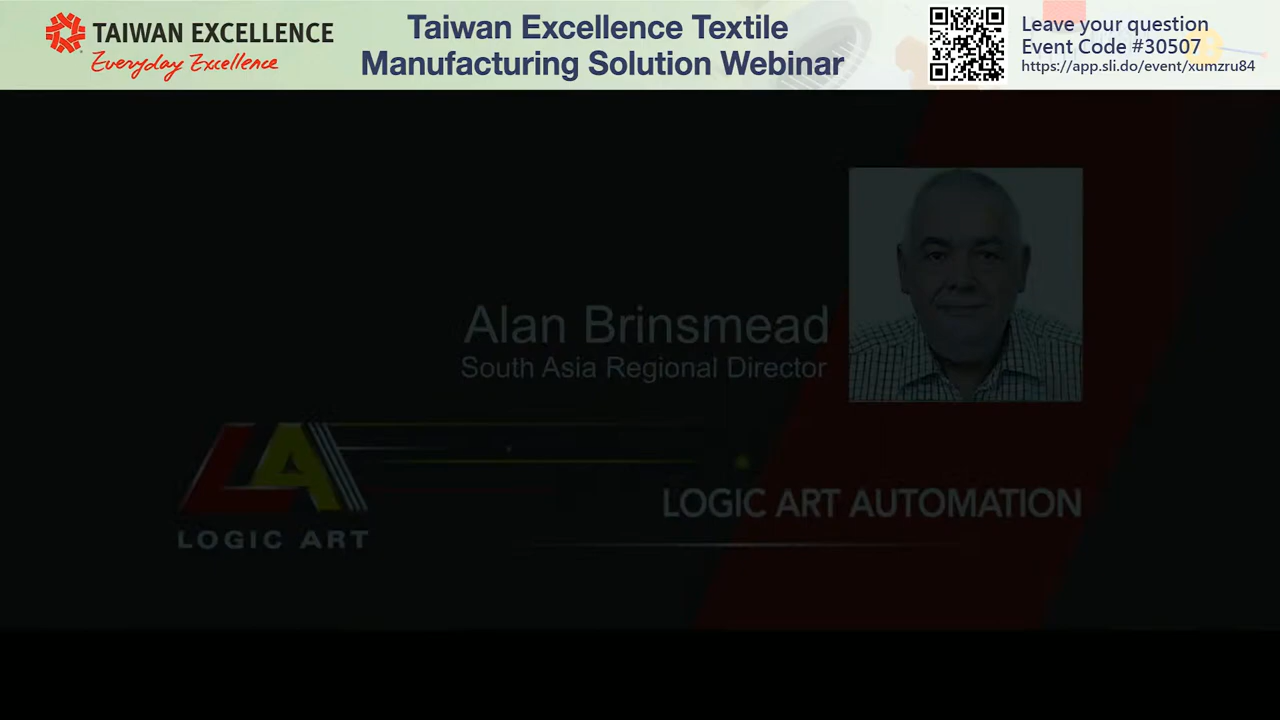 TAIWAN EXCELLENCE
Everyday Excellence
Taiwan Excellence Textile
Manufacturing Solution Webinar
Leave your question
Event Code #30507
https://app.sli.do/event/xumzru84
Alan Brinsmead
South Asia Regional Director
LA
LOGIC ART
LOGIC ART AUTOMATION